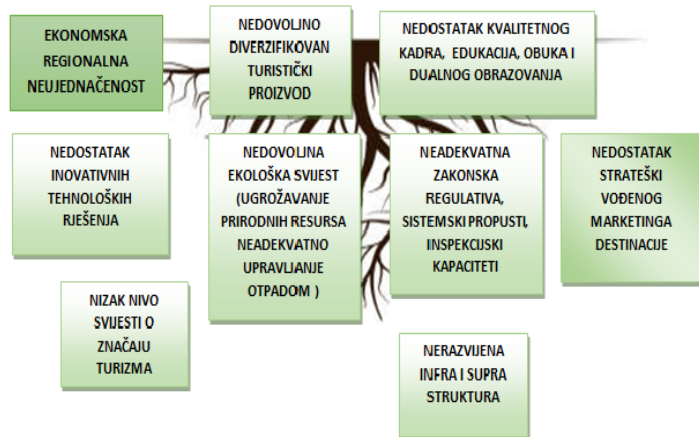 EKONOMSKA
REGIONALNA
NEUJEDNAČENOST
NEDOVOLJNO
DIVERZIFIKOVAN
TURISTIČKI
PROIZVOD
NEDOSTATAK KVALITETNOG
KADRA, EDUKACIJA, OBUKA I
DUALNOG OBRAZOVANJA
NEDOSTATAK
INOVATIVNIH
TEHNOLOŠKIH
RJEŠENJA
NEDOVOLJNA
EKOLOŠKA SVIJEST
(UGROŽAVANJE
PRIRODNIH RESURSA
NEADEKVATNO
UPRAVLJANJE
OTPADOM )
NEADEKVATNA
ZAKONSKA
REGULATIVA,
SISTEMSKI PROPUSTI,
INSPEKCIJSKI
KAPACITETI
NEDOSTATAK
STRATEŠKI
VOĐENOG
MARKETINGA
DESTINACIJE
NIZAK NIVO
SVIJESTI O
ZNAČAJU
TURIZMA
NERAZVIJENA
INFRA I SUPRA
STRUKTURA